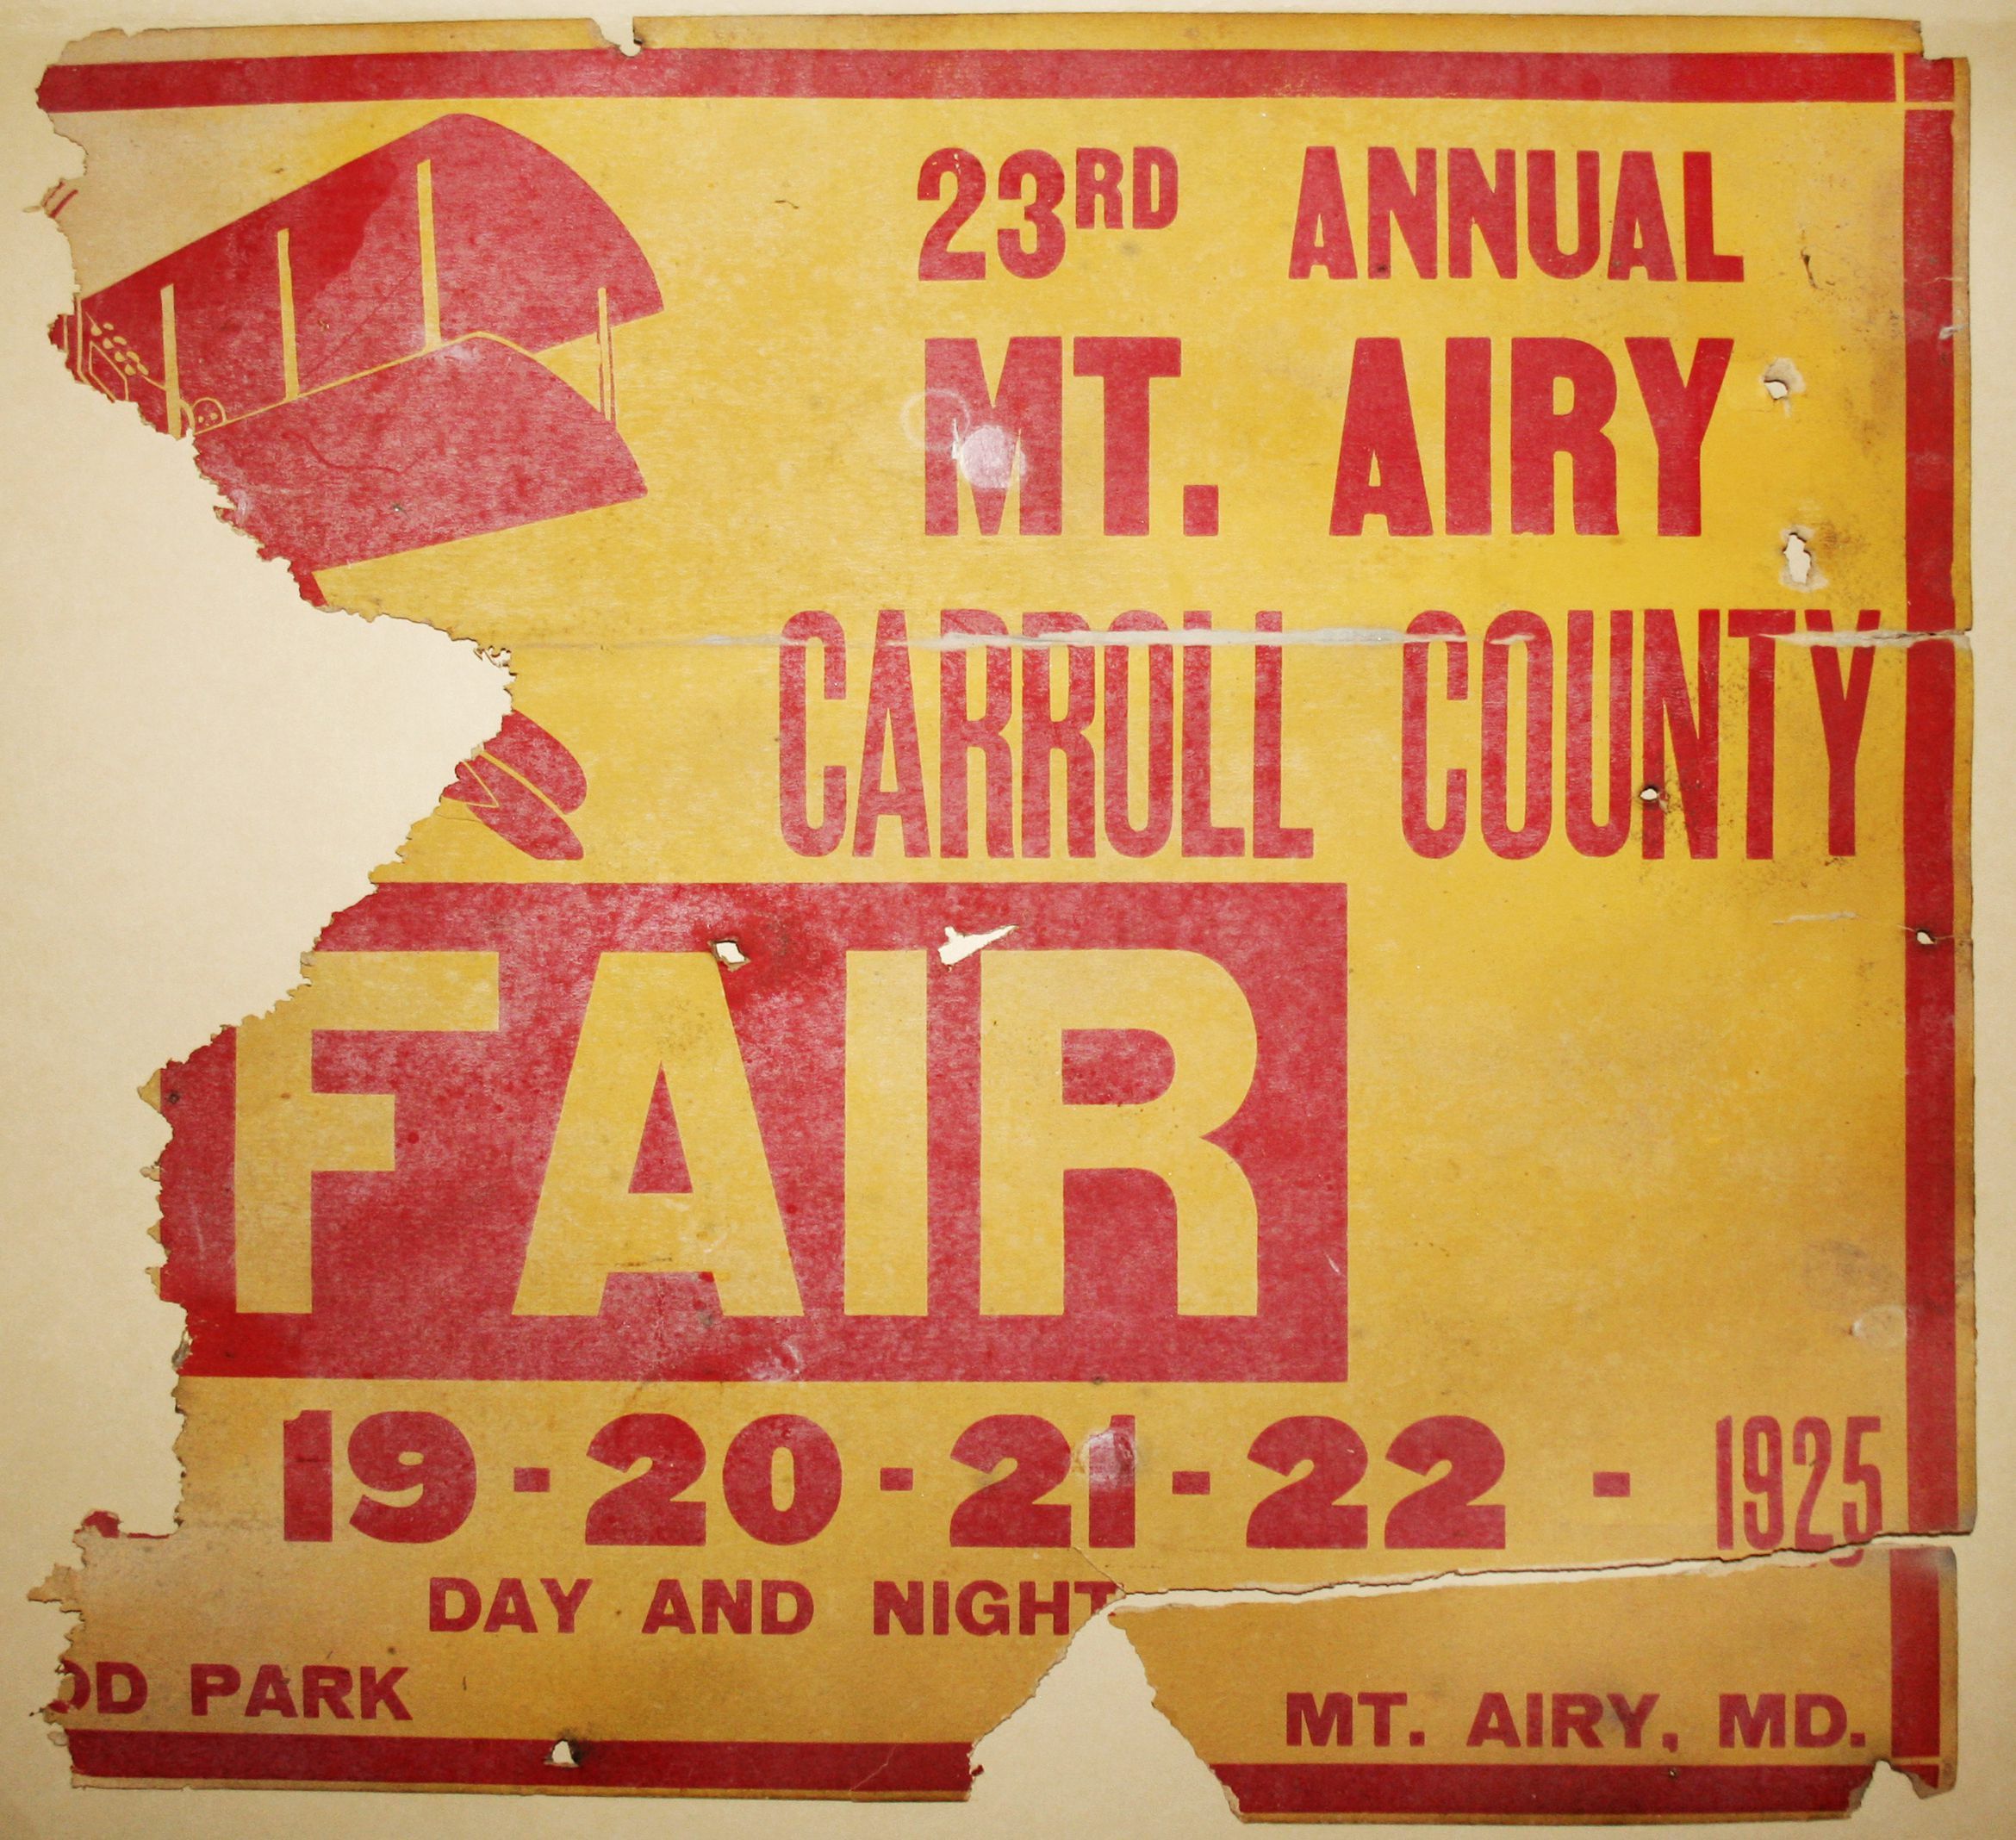 23RD ANNUAL
MT. AIRY
CARROLL COUNTY
FAIR
19-20-21-22 - 1925
DAY AND NIGHT
OD PARK
MT. AIRY, MD.